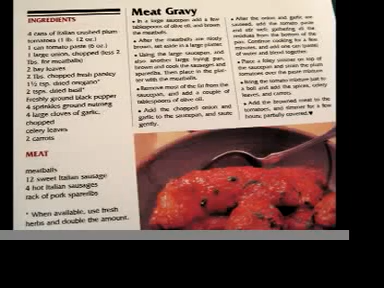 INGREDIENTS
4 cans of Italian crushed plum
tomatoes (1 lb. 12 oz.)
1 can tomato paste (6 oz.)
1 large onion, chopped (less 2
tbs. for meatballs)
2 bay leaves
2 tbs. chopped fresh parsley
1½ tsp. dried oregano*
2 tsps. dried basil*
freshly ground black pepper
4 sprinkles ground nutmeg
4 large cloves of garlic,
chopped
celery leaves
2 carrots
MEAT
meatballs
12 sweet Italian sausage
4 hot Italian sausages
rack of pork spareribs
* When available, use fresh
herbs and double the amount.
Meat Gravy
• In a large saucepan add a few
tablespoons of olive oil, and brown
the meatballs.
• After the meatballs are nicely
brown, set aside in a large platter.
• Using the large saucepan, and
also another large frying pan,
brown and cook the sausages and
spareribs, then place in the plat-
ter with the meatballs.
• Remove most of the fat from the
saucepan, and add a couple of
tablespoons of olive oil.
• Add the chopped onion and
garlic to the saucepan, and saute
gently.
• After the onion and garlic are
sauteed, add the tomato paste
and stir well, gathering all the
residues from the bottom of the
pan. Continue cooking for a few
minutes, and add one can
of water and blend together.
• Place a foley strainer on top of
the saucepan and strain the plum
tomatoes over the paste mixture.
• Bring the tomato mixture just to
a boil and add the spices, celery
leaves, and carrots.
• Add the browned meat to the
tomatoes, and simmer for a few
hours; partially covered.♥